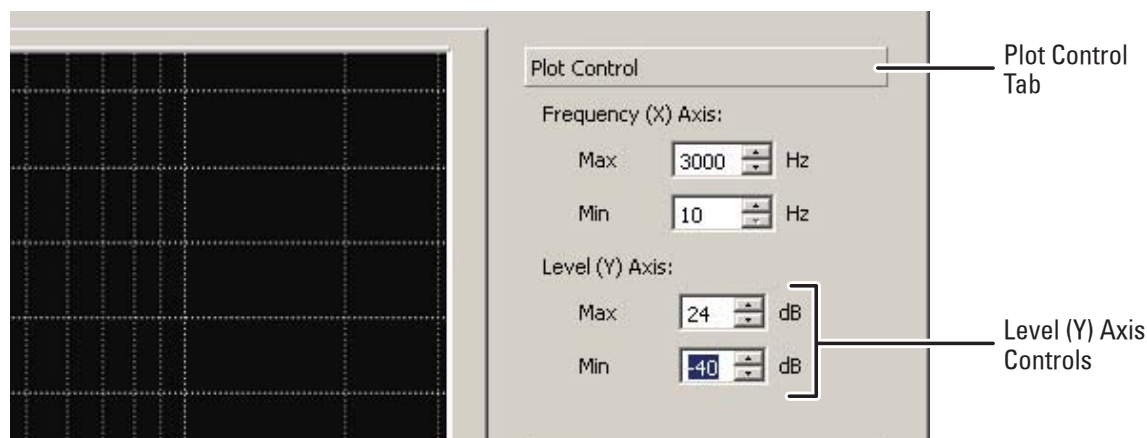 Plot Control
Plot Control
Tab
Frequency (X) Axis:
Max 3000 Hz
Min 10 Hz
Level (Y) Axis:
Max 24 dB
Min -40 dB
Level (Y) Axis
Controls